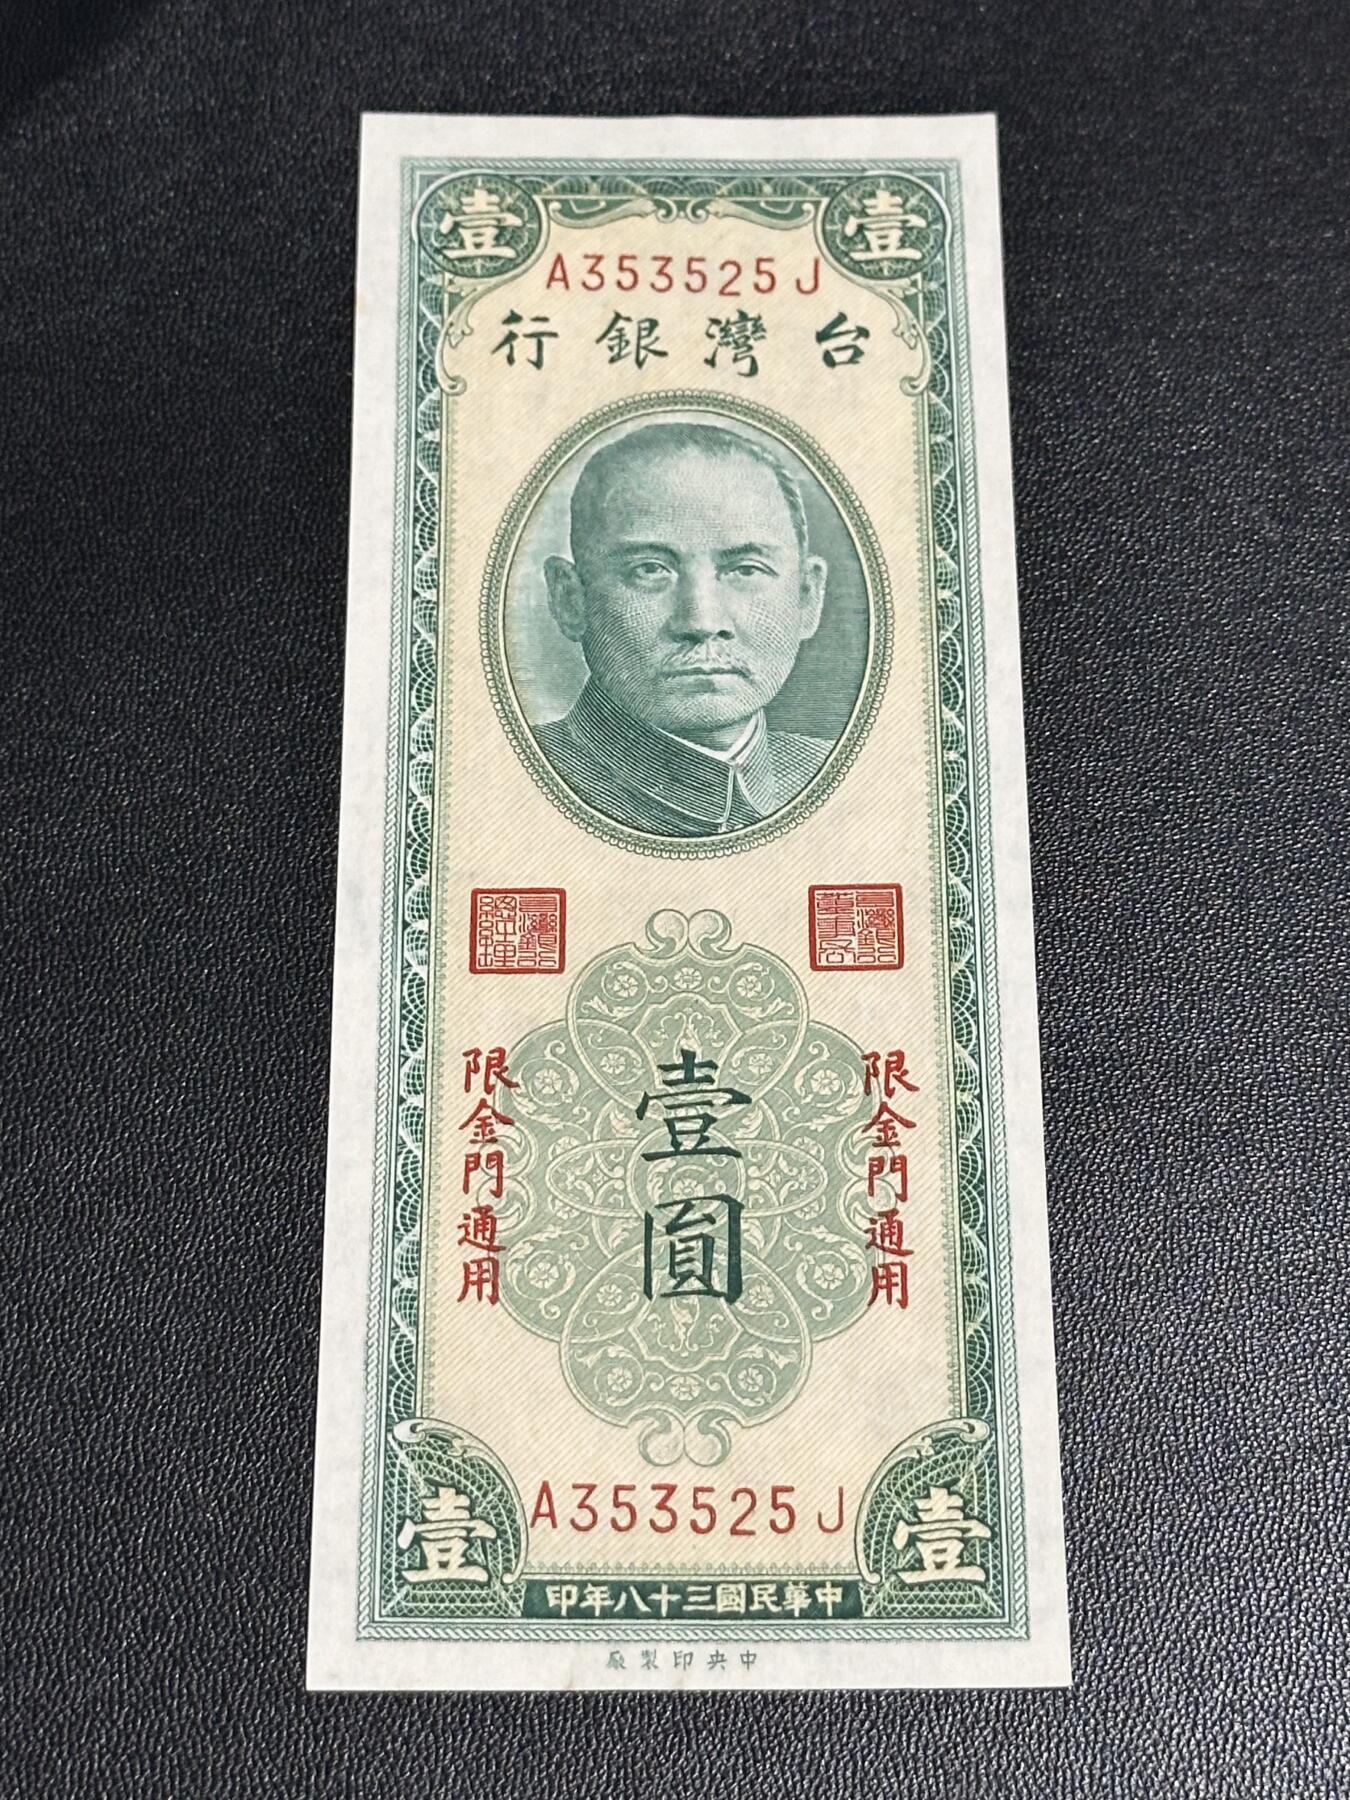 壹 壹
A353525J
台灣銀行
限金門通用
壹圓
限金門通用
A353525J
壹 壹
中華民國三十八年印
中央印製廠